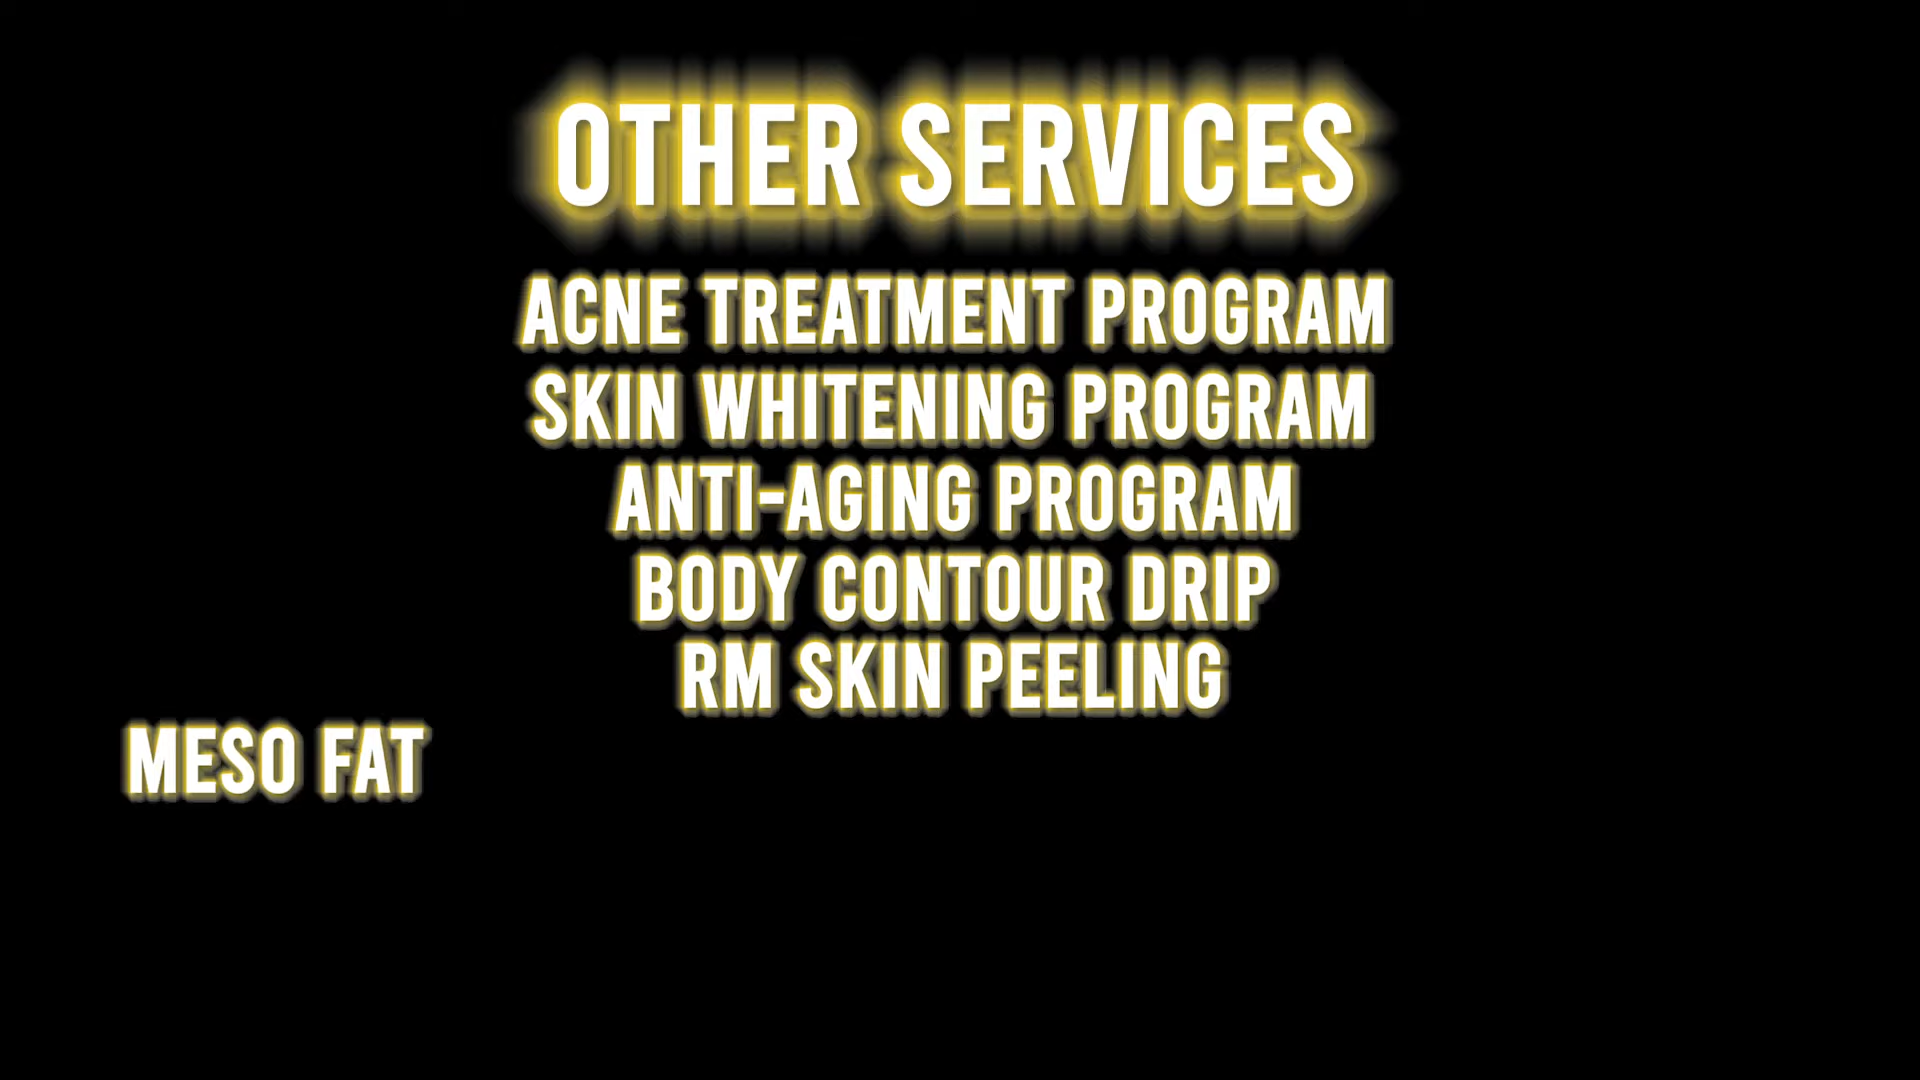 OTHER SERVICES
ACNE TREATMENT PROGRAM
SKIN WHITENING PROGRAM
ANTI-AGING PROGRAM
BODY CONTOUR DRIP
RM SKIN PEELING
MESO FAT